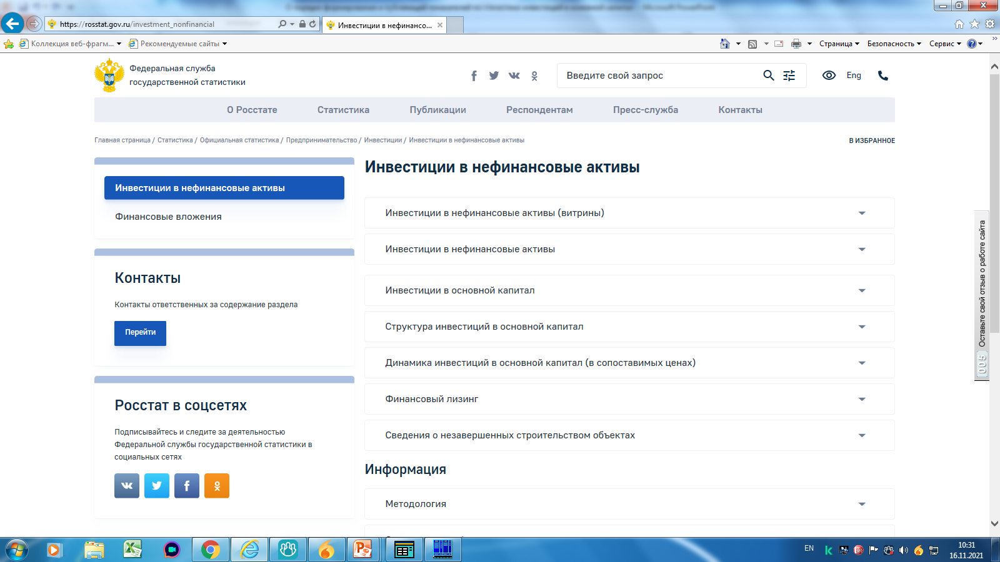 https://rosstat.gov.ru/investment_nonfinancial
Инвестиции в нефинансо...
Коллекция веб-фрагм...
Рекомендуемые сайты
Страница
Безопасность
Сервис
Федеральная служба
государственной статистики
Введите свой запрос
Eng
О Росстате
Статистика
Публикации
Респондентам
Пресс-служба
Контакты
Главная страница / Статистика / Официальная статистика / Предпринимательство / Инвестиции / Инвестиции в нефинансовые активы
В ИЗБРАННОЕ
Инвестиции в нефинансовые активы
Финансовые вложения
Контакты
Контакты ответственных за содержание раздела
Перейти
Росстат в соцсетях
Подписывайтесь и следите за деятельностью
Федеральной службы государственной статистики в
социальных сетях
Инвестиции в нефинансовые активы
Инвестиции в нефинансовые активы (витрины)
Инвестиции в нефинансовые активы
Инвестиции в основной капитал
Структура инвестиций в основной капитал
Динамика инвестиций в основной капитал (в сопоставимых ценах)
Финансовый лизинг
Сведения о незавершенных строительством объектах
Информация
Методология
Оставьте свой отзыв о работе сайта
EN
10:31
16.11.2021